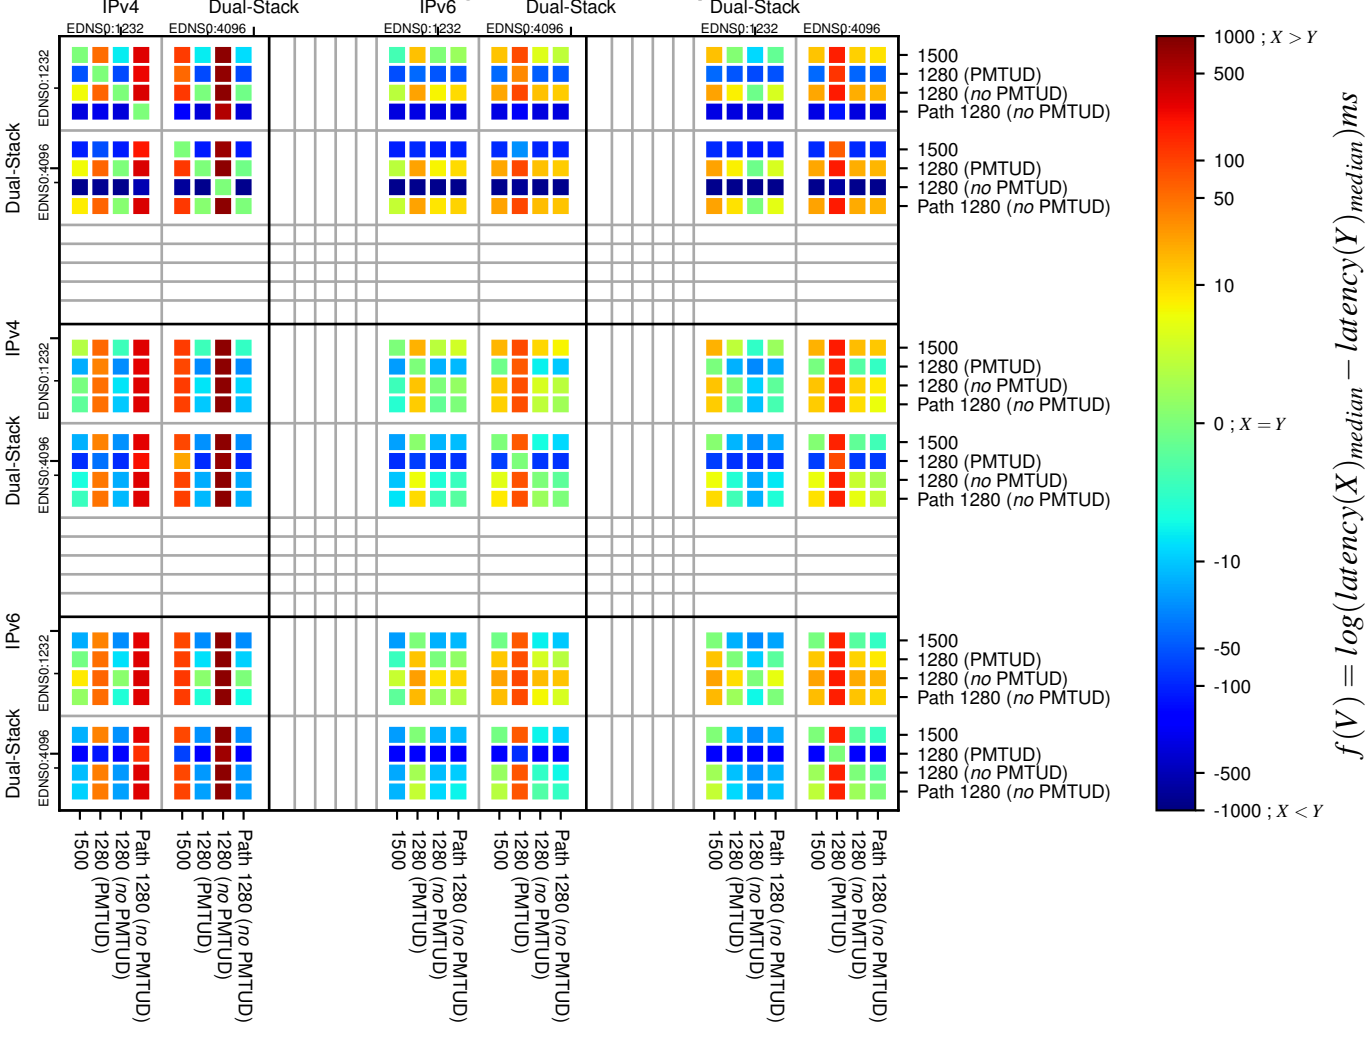 IPv4 Dual-Stack IPv6 Dual-Stack Dual-Stack
EDNS0:1232 EDNS0:4096 EDNS0:1232 EDNS0:4096 EDNS0:1232 EDNS0:4096
Dual-Stack
EDNS0:1232
1500
1280 (PMTUD)
1280 (no PMTUD)
Path 1280 (no PMTUD)
EDNS0:4096
1500
1280 (PMTUD)
1280 (no PMTUD)
Path 1280 (no PMTUD)
IPv4
Dual-Stack
EDNS0:1232
1500
1280 (PMTUD)
1280 (no PMTUD)
Path 1280 (no PMTUD)
EDNS0:4096
1500
1280 (PMTUD)
1280 (no PMTUD)
Path 1280 (no PMTUD)
IPv6
Dual-Stack
EDNS0:1232
1500
1280 (PMTUD)
1280 (no PMTUD)
Path 1280 (no PMTUD)
EDNS0:4096
1500
1280 (PMTUD)
1280 (no PMTUD)
Path 1280 (no PMTUD)
1500
1280 (PMTUD)
1280 (no PMTUD)
Path 1280 (no PMTUD)
1500
1280 (PMTUD)
1280 (no PMTUD)
Path 1280 (no PMTUD)
1500
1280 (PMTUD)
1280 (no PMTUD)
Path 1280 (no PMTUD)
1500
1280 (PMTUD)
1280 (no PMTUD)
Path 1280 (no PMTUD)
1500
1280 (PMTUD)
1280 (no PMTUD)
Path 1280 (no PMTUD)
1500
1280 (PMTUD)
1280 (no PMTUD)
Path 1280 (no PMTUD)
1000 ; X > Y
500
100
50
10
0 ; X = Y
-10
-50
-100
-500
-1000 ; X < Y
f(V) = log(latency(X)median − latency(Y)median)ms